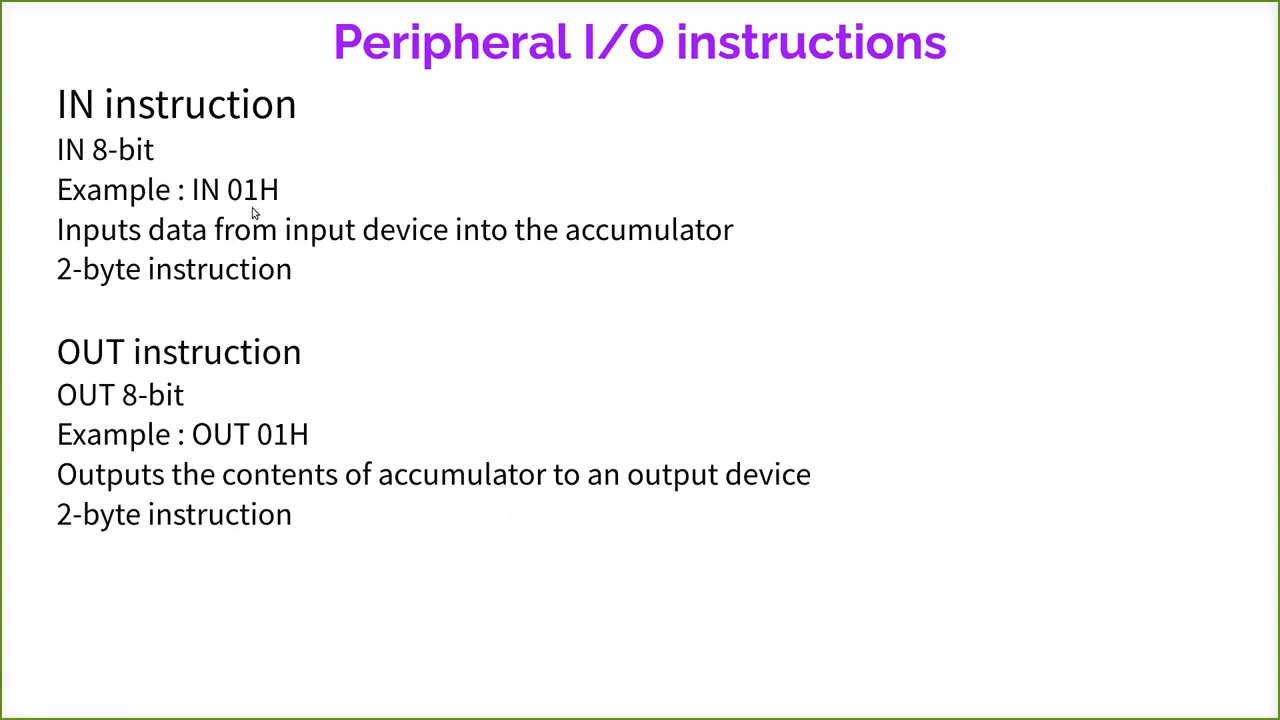 Peripheral I/O instructions
IN instruction
IN 8-bit
Example : IN 01H
Inputs data from input device into the accumulator
2-byte instruction
OUT instruction
OUT 8-bit
Example : OUT 01H
Outputs the contents of accumulator to an output device
2-byte instruction